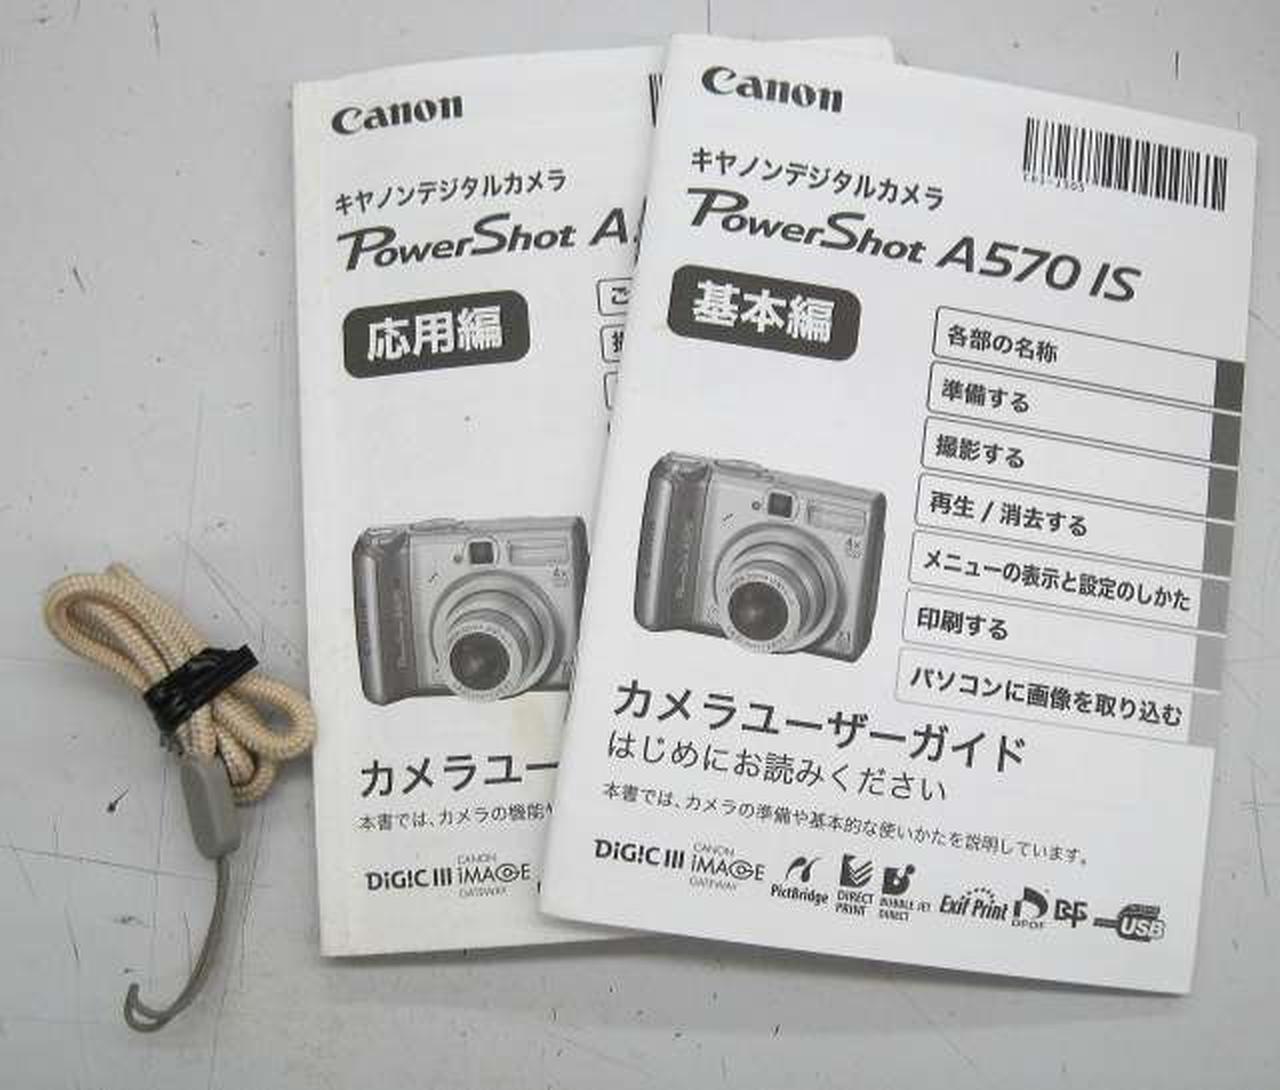 Canon
キヤノンデジタルカメラ
PowerShot A
応用編
ご
カメラユー
本書では、カメラの機能
DiG!C III
CANON iMAGE GATEWAY
Canon
キヤノンデジタルカメラ
PowerShot A570 IS
基本編
各部の名称
準備する
撮影する
再生 / 消去する
メニューの表示と設定のしかた
印刷する
パソコンに画像を取り込む
4x
カメラユーザーガイド
はじめにお読みください
本書では、カメラの準備や基本的な使いかたを説明しています。
DiG!C III
CANON iMAGE GATEWAY
PictBridge
DIRECT PRINT
BUBBLE JET DIRECT
Exif Print
DPOF
USB